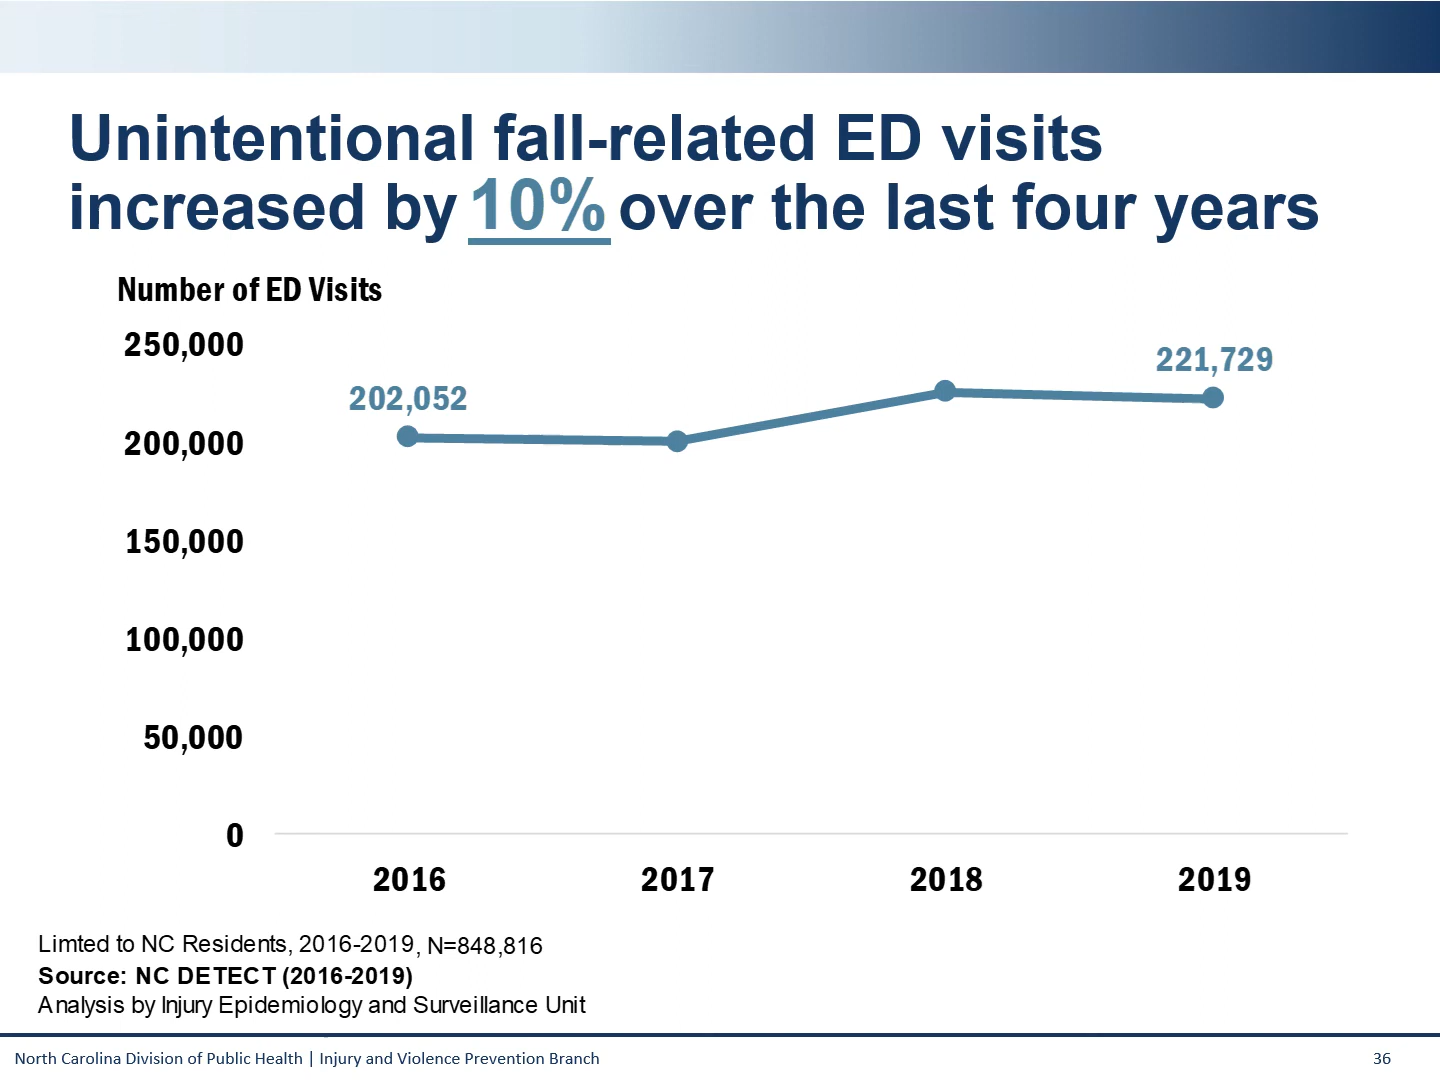 Unintentional fall-related ED visits
increased by 10% over the last four years
Number of ED Visits
250,000
200,000
150,000
100,000
50,000
0
202,052
221,729
2016 2017 2018 2019
Limted to NC Residents, 2016-2019, N=848,816
Source: NC DETECT (2016-2019)
Analysis by Injury Epidemiology and Surveillance Unit
North Carolina Division of Public Health | Injury and Violence Prevention Branch 36